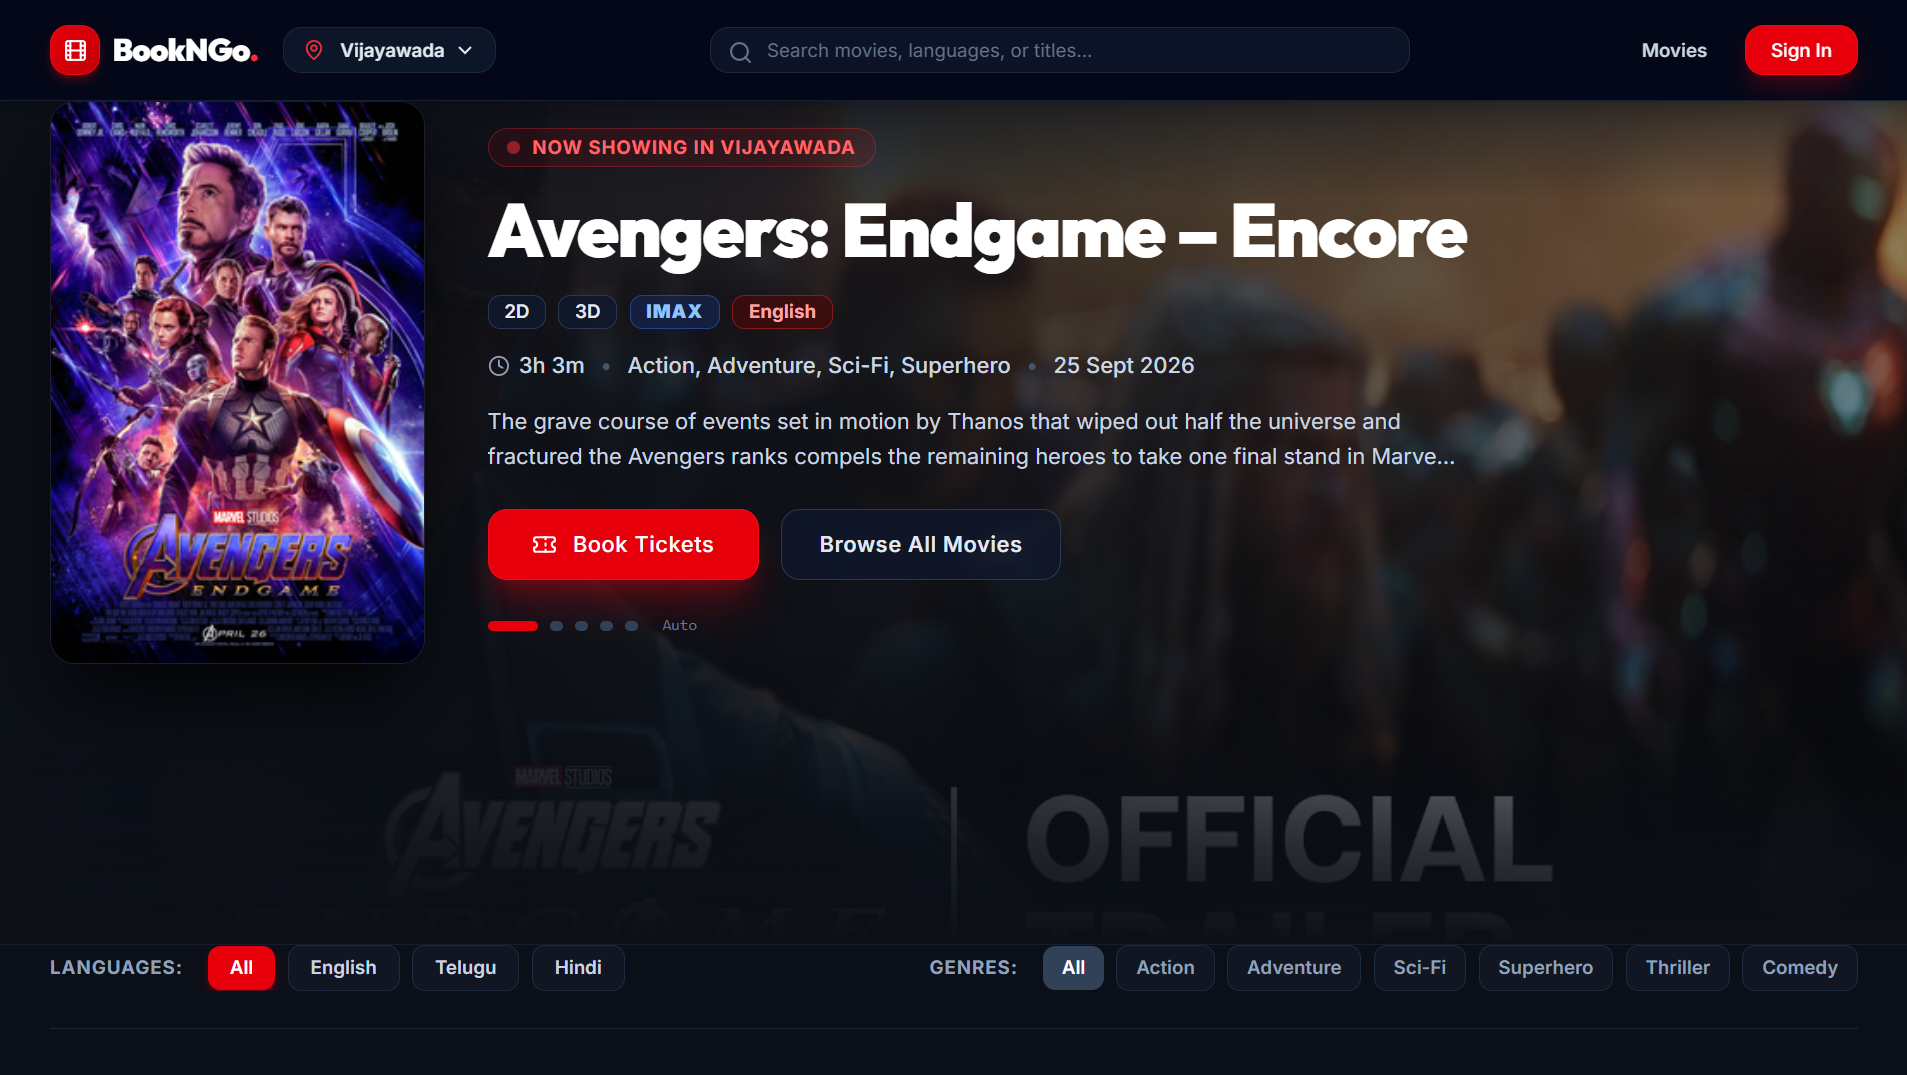 BookNGo.
Vijayawada
Search movies, languages, or titles...
Movies
Sign In
NOW SHOWING IN VIJAYAWADA
Avengers: Endgame – Encore
2D
3D
IMAX
English
3h 3m • Action, Adventure, Sci-Fi, Superhero • 25 Sept 2026
The grave course of events set in motion by Thanos that wiped out half the universe and
fractured the Avengers ranks compels the remaining heroes to take one final stand in Marve...
Book Tickets
Browse All Movies
Auto
MARVEL STUDIOS
AVENGERS
ENDGAME
APRIL 26
MARVEL STUDIOS
AVENGERS
ENDGAME
OFFICIAL
TRAILER
LANGUAGES:
All
English
Telugu
Hindi
GENRES:
All
Action
Adventure
Sci-Fi
Superhero
Thriller
Comedy